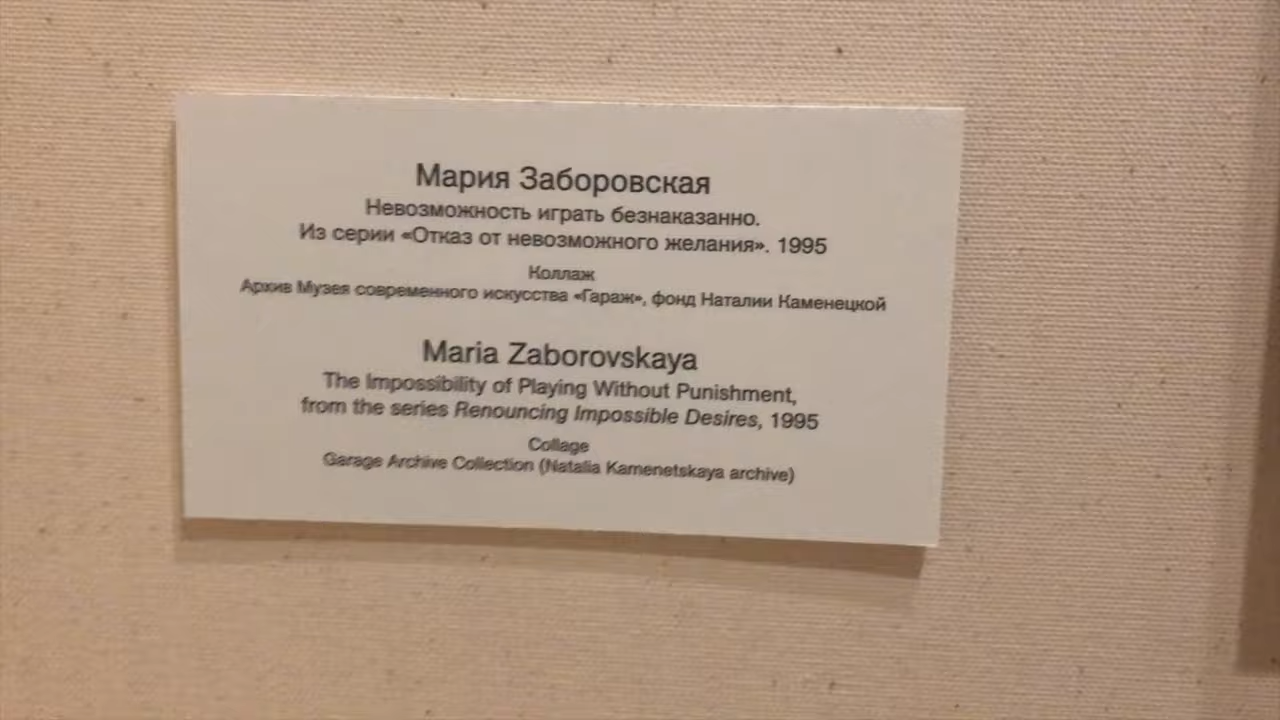 Мария Заборовская
Невозможность играть безнаказанно.
Из серии «Отказ от невозможного желания». 1995
Коллаж
Архив Музея современного искусства «Гараж», фонд Наталии Каменецкой
Maria Zaborovskaya
The Impossibility of Playing Without Punishment,
from the series Renouncing Impossible Desires, 1995
Collage
Garage Archive Collection (Natalia Kamenetskaya archive)